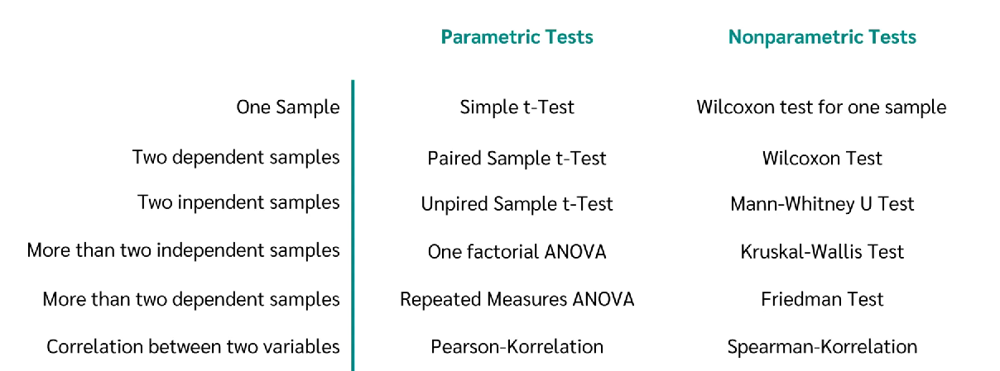 Parametric Tests Nonparametric Tests
One Sample Simple t-Test Wilcoxon test for one sample
Two dependent samples Paired Sample t-Test Wilcoxon Test
Two inpendent samples Unpired Sample t-Test Mann-Whitney U Test
More than two independent samples One factorial ANOVA Kruskal-Wallis Test
More than two dependent samples Repeated Measures ANOVA Friedman Test
Correlation between two variables Pearson-Korrelation Spearman-Korrelation